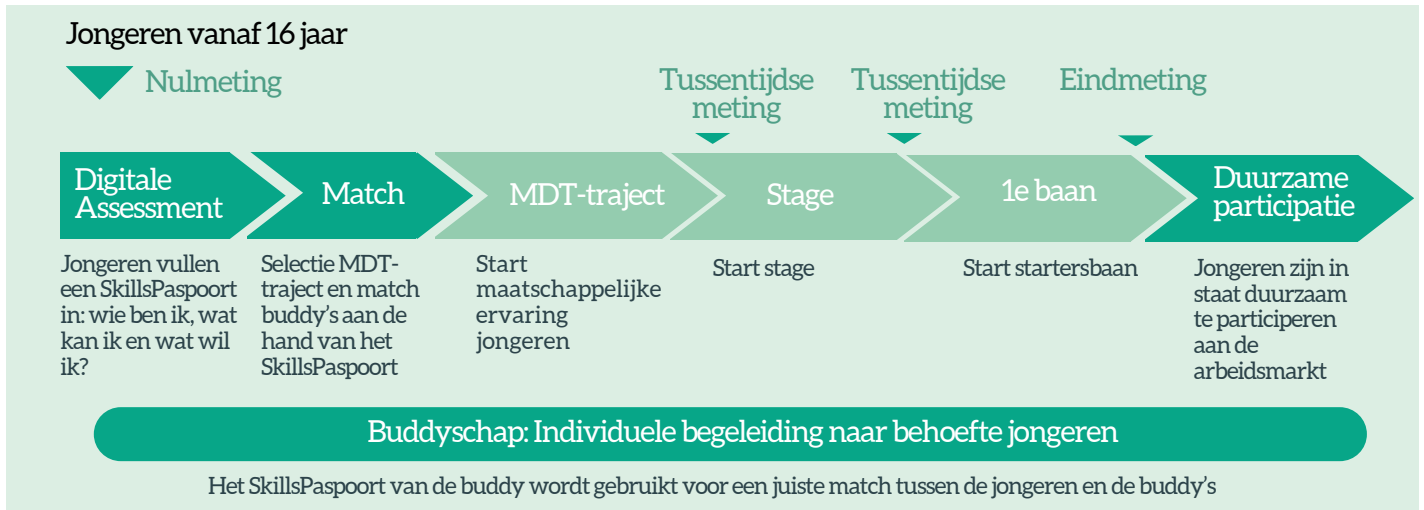 Jongeren vanaf 16 jaar
Nulmeting
Tussentijdse
meting
Tussentijdse
meting
Eindmeting
Digitale
Assessment
Match
MDT-traject
Stage
1e baan
Duurzame
participatie
Jongeren vullen
een SkillsPaspoort
in: wie ben ik, wat
kan ik en wat wil
ik?
Selectie MDT-
traject en match
buddy's aan de
hand van het
SkillsPaspoort
Start
maatschappelijke
ervaring
jongeren
Start stage
Start startersbaan
Jongeren zijn in
staat duurzaam
te participeren
aan de
arbeidsmarkt
Buddyschap: Individuele begeleiding naar behoefte jongeren
Het SkillsPaspoort van de buddy wordt gebruikt voor een juiste match tussen de jongeren en de buddy's